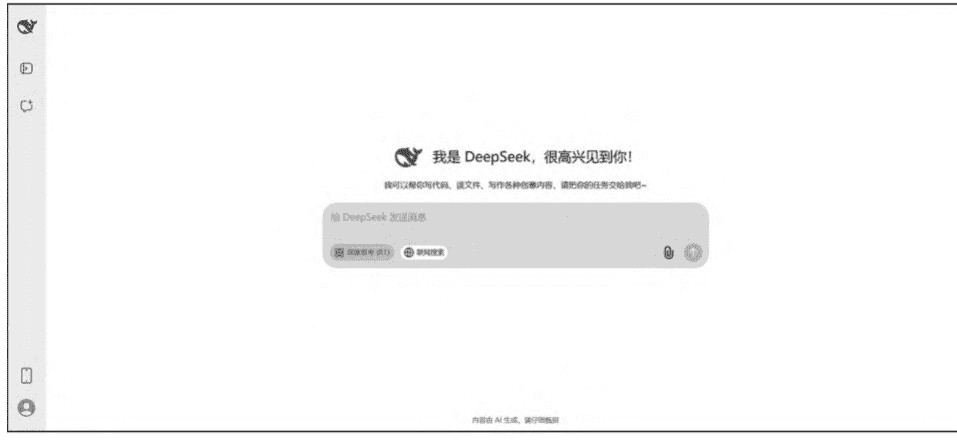 我是 DeepSeek，很高兴见到你！
我可以帮你写代码、读文件、写作各种创意内容，请把你的任务交给我吧~
给 DeepSeek 发送消息
深度思考 (R1)
联网搜索
内容由 AI 生成，请仔细甄别